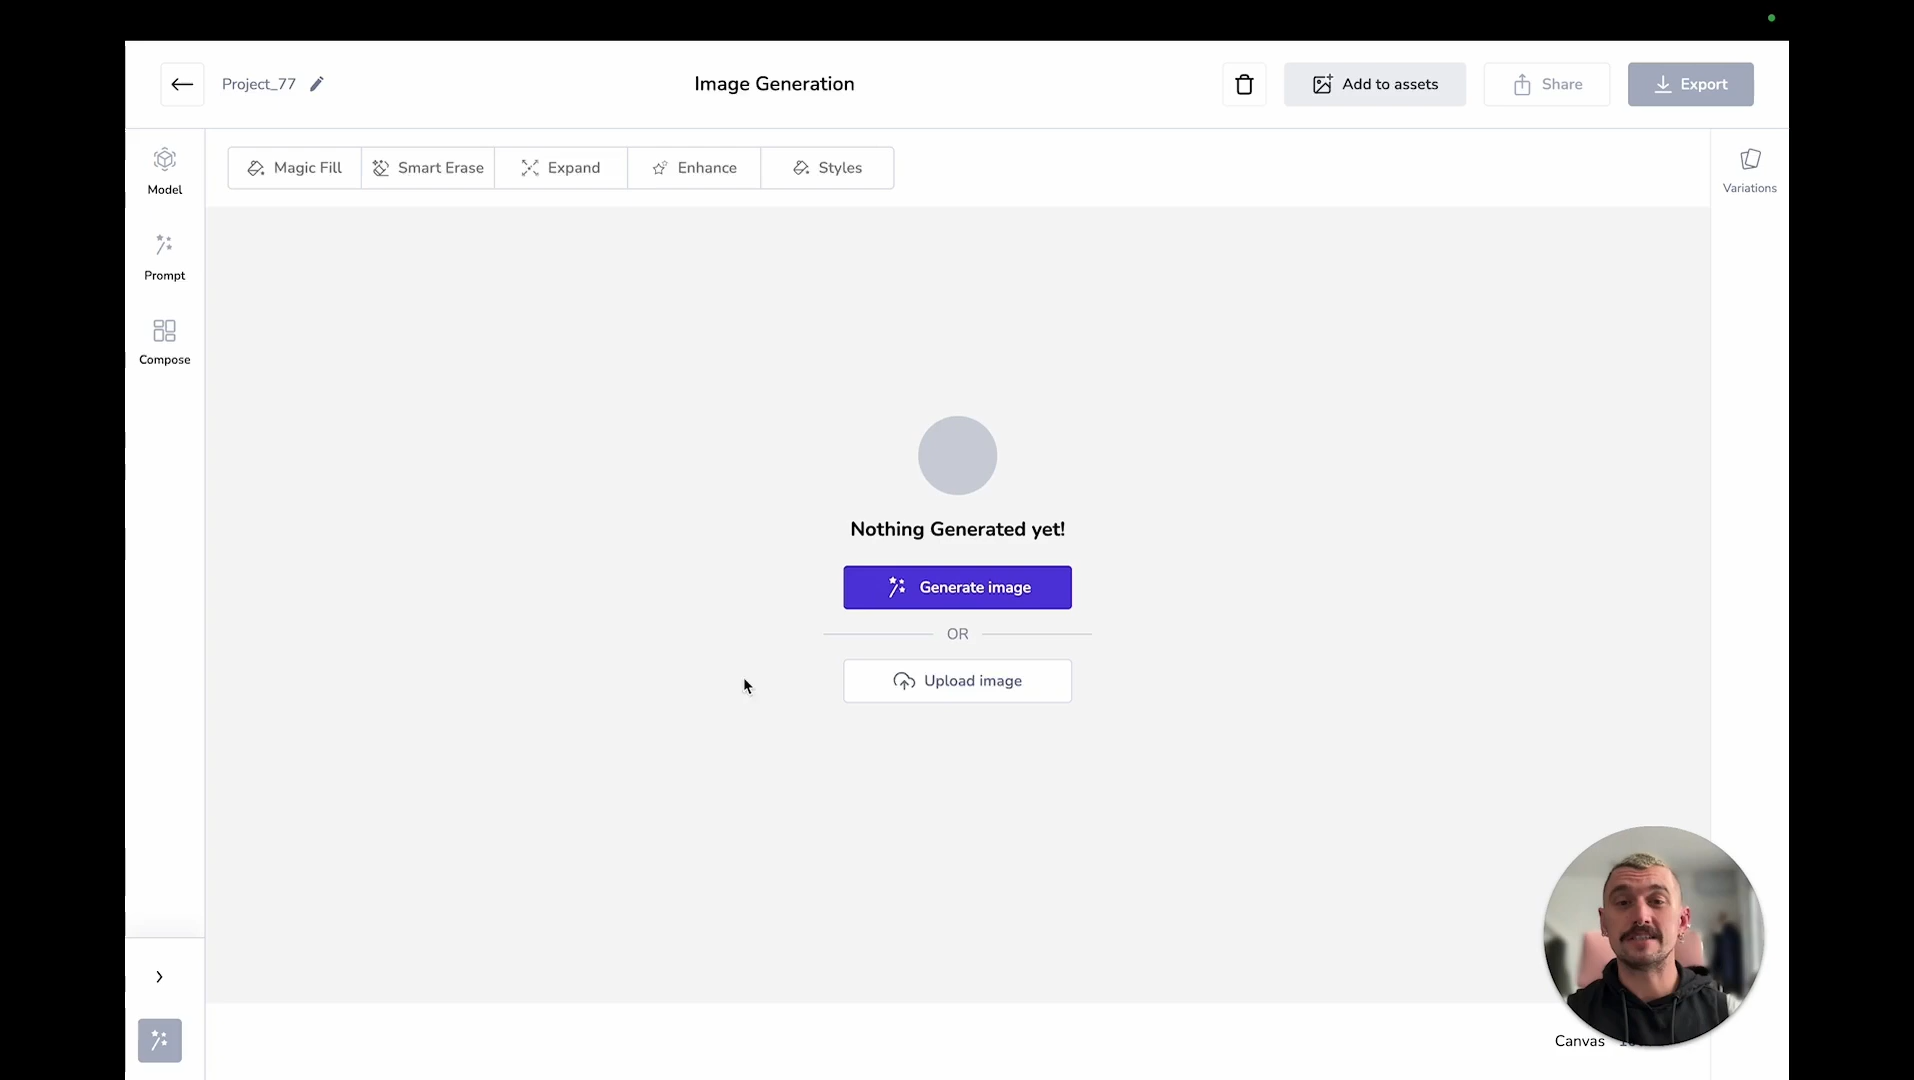 Project_77
Image Generation
Add to assets
Share
Export
Model
Magic Fill
Smart Erase
Expand
Enhance
Styles
Variations
Prompt
Compose
Nothing Generated yet!
Generate image
OR
Upload image
Canvas